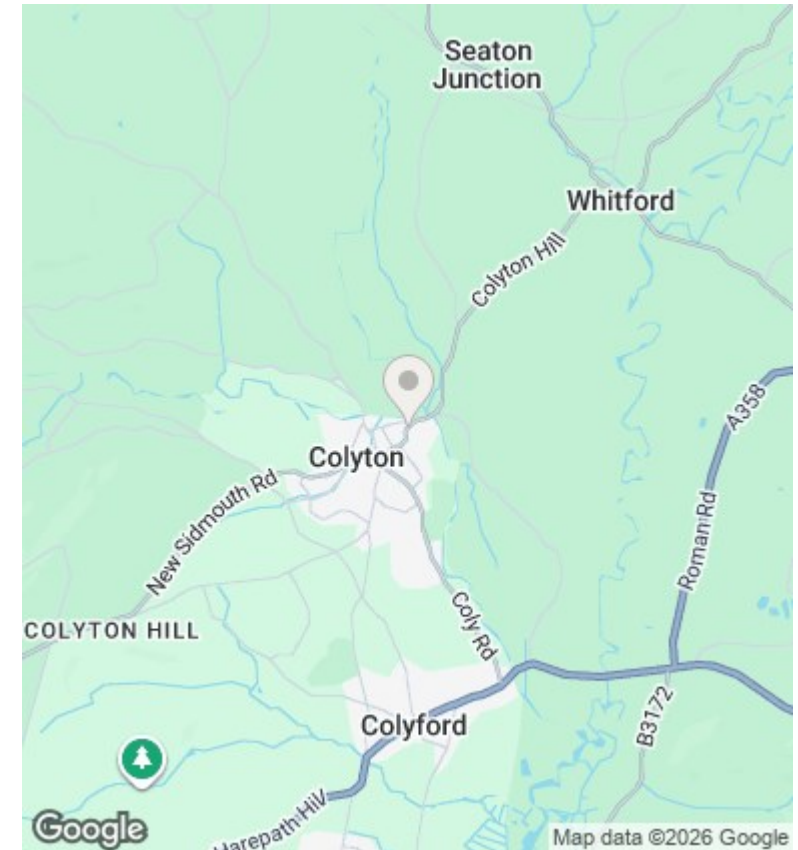 Seaton
Junction
Whitford
Colyton Hill
A358
Colyton
New Sidmouth Rd
Roman Rd
COLYTON HILL
Coly Rd
Colyford
B3172
Harepath Hil
Google
Map data ©2026 Google